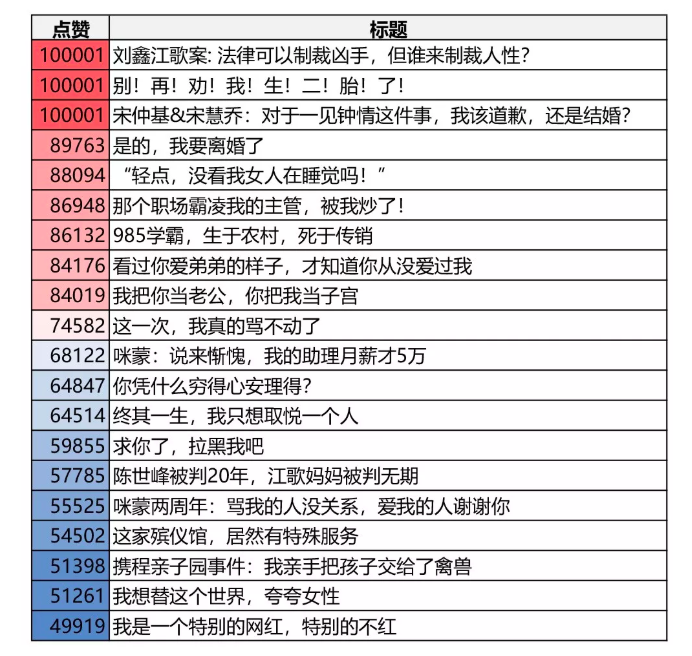 点赞 标题
100001 刘鑫江歌案: 法律可以制裁凶手，但谁来制裁人性？
100001 别！再！劝！我！生！二！胎！了！
100001 宋仲基&宋慧乔：对于一见钟情这件事，我该道歉，还是结婚？
89763 是的，我要离婚了
88094 “轻点，没看我女人在睡觉吗！”
86948 那个职场霸凌我的主管，被我炒了！
86132 985学霸，生于农村，死于传销
84176 看过你爱弟弟的样子，才知道你从没爱过我
84019 我把你当老公，你把我当子宫
74582 这一次，我真的骂不动了
68122 咪蒙：说来惭愧，我的助理月薪才5万
64847 你凭什么穷得心安理得？
64514 终其一生，我只想取悦一个人
59855 求你了，拉黑我吧
57785 陈世峰被判20年，江歌妈妈被判无期
55525 咪蒙两周年：骂我的人没关系，爱我的人谢谢你
54502 这家殡仪馆，居然有特殊服务
51398 携程亲子园事件：我亲手把孩子交给了禽兽
51261 我想替这个世界，夸夸女性
49919 我是一个特别的网红，特别的不红